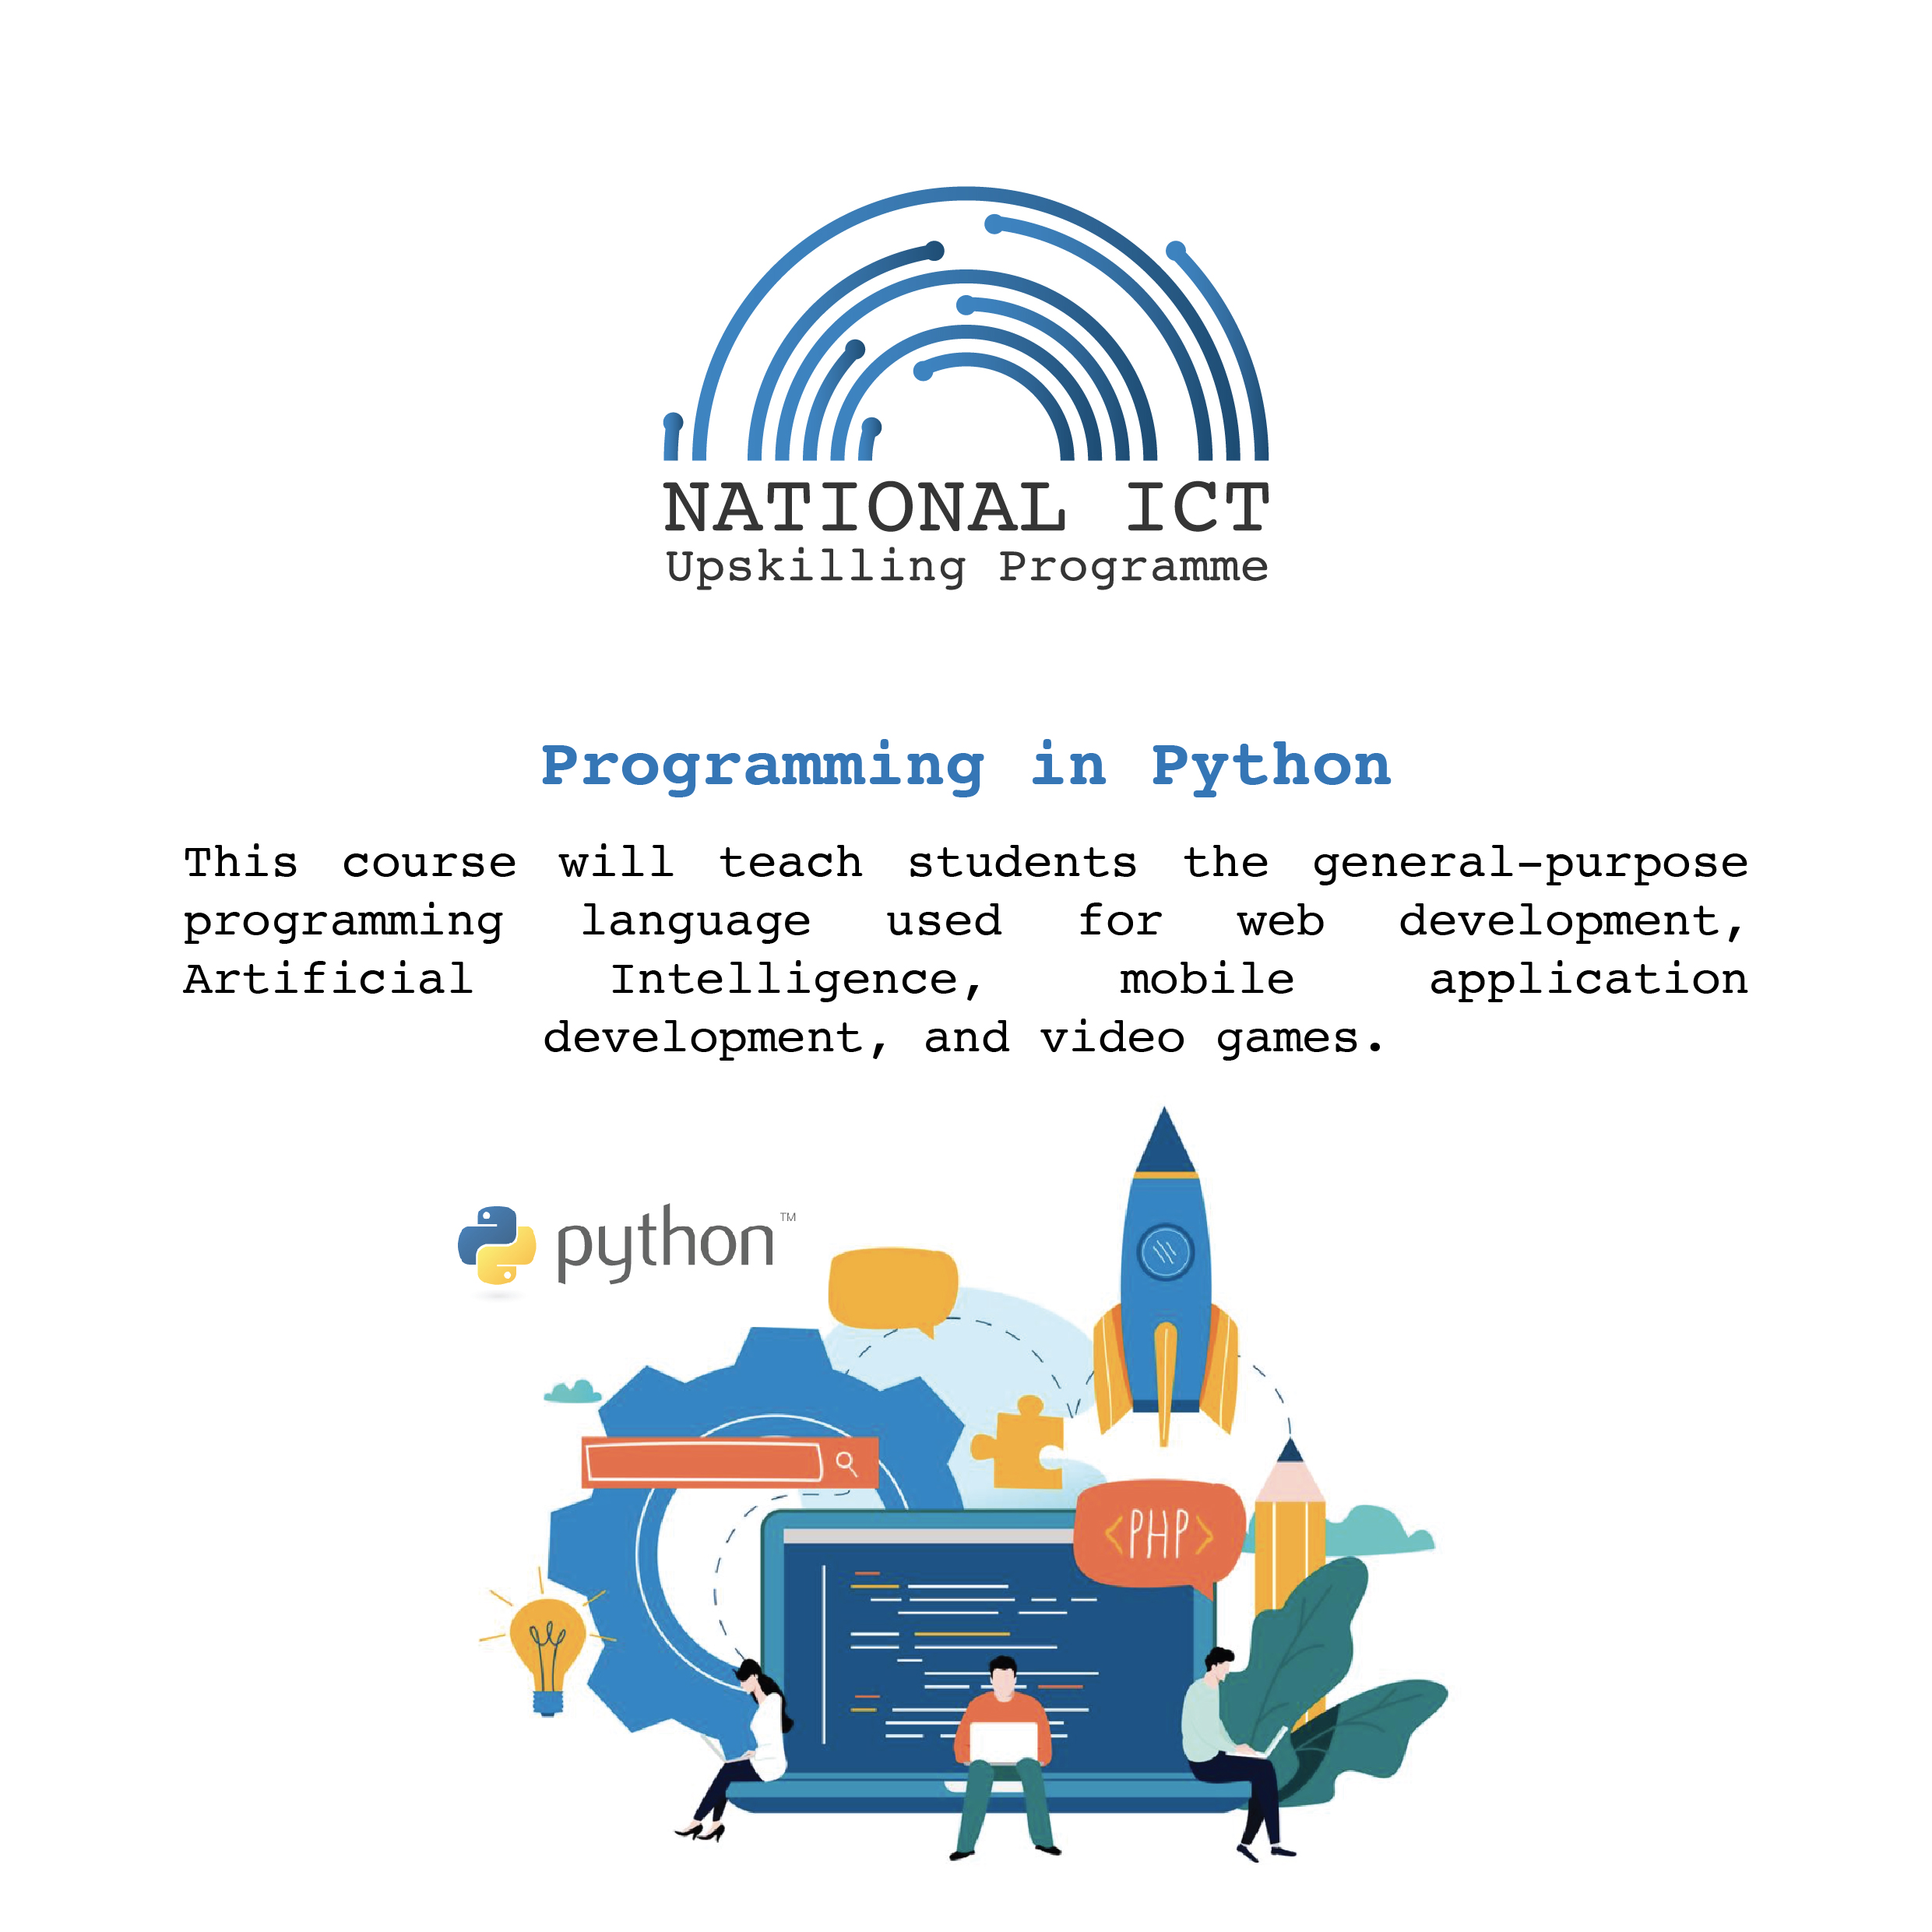 NATIONAL ICT
Upskilling Programme
Programming in Python
This course will teach students the general-purpose
programming language used for web development,
Artificial Intelligence, mobile application
development, and video games.
python™
<PHP>